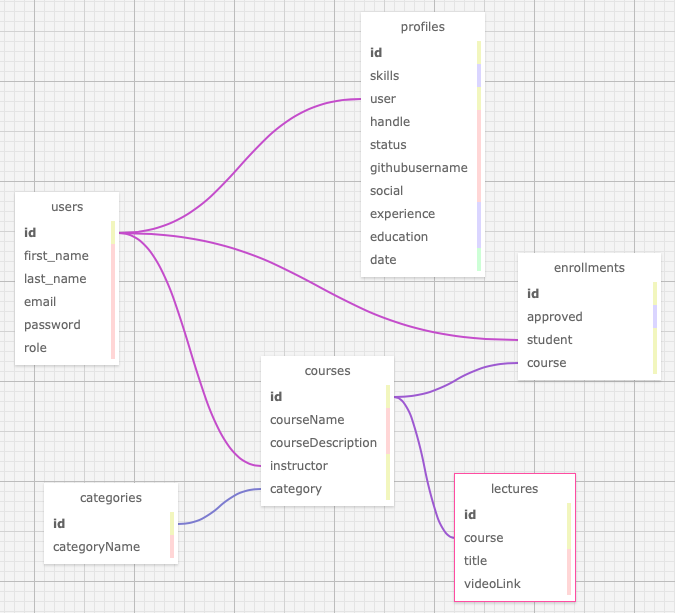 profiles
id
skills
user
handle
status
githubusername
social
experience
education
date
users
id
first_name
last_name
email
password
role
enrollments
id
approved
student
course
courses
id
courseName
courseDescription
instructor
category
categories
id
categoryName
lectures
id
course
title
videoLink